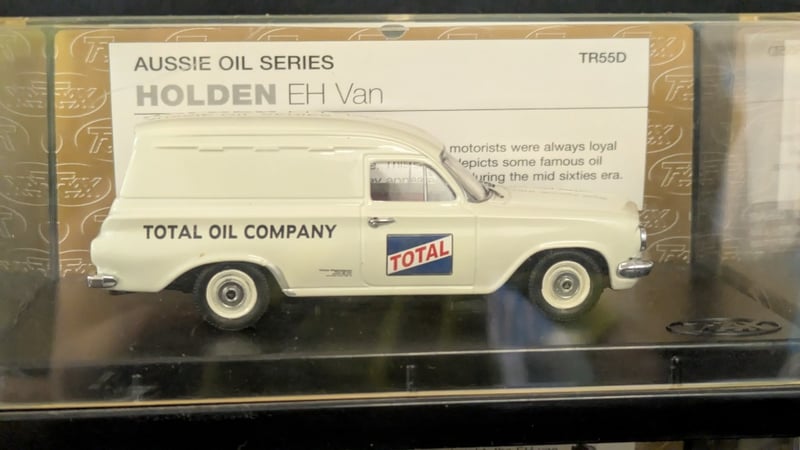 AUSSIE OIL SERIES
TR55D
HOLDEN EH Van
motorists were always loyal
depicts some famous oil
during the mid sixties era.
TOTAL OIL COMPANY
TOTAL
TRAX